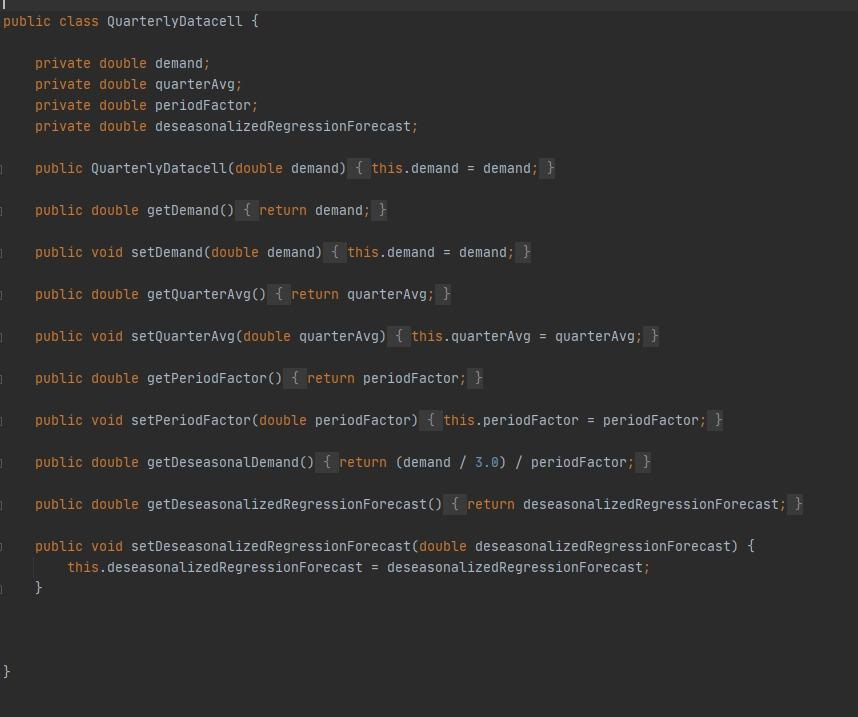 public class QuarterlyDatacell {
private double demand;
private double quarterAvg;
private double periodFactor;
private double deseasonalizedRegressionForecast;
public QuarterlyDatacell(double demand) { this.demand = demand; }
public double getDemand() { return demand; }
public void setDemand(double demand) { this.demand = demand; }
public double getQuarterAvg() { return quarterAvg; }
public void setQuarterAvg(double quarterAvg) { this.quarterAvg = quarterAvg; }
public double getPeriodFactor() { return periodFactor; }
public void setPeriodFactor(double periodFactor) { this.periodFactor = periodFactor; }
public double getDeseasonalDemand() { return (demand / 3.0) / periodFactor; }
public double getDeseasonalizedRegressionForecast() { return deseasonalizedRegressionForecast; }
public void setDeseasonalizedRegressionForecast(double deseasonalizedRegressionForecast) {
this.deseasonalizedRegressionForecast = deseasonalizedRegressionForecast;
}
}